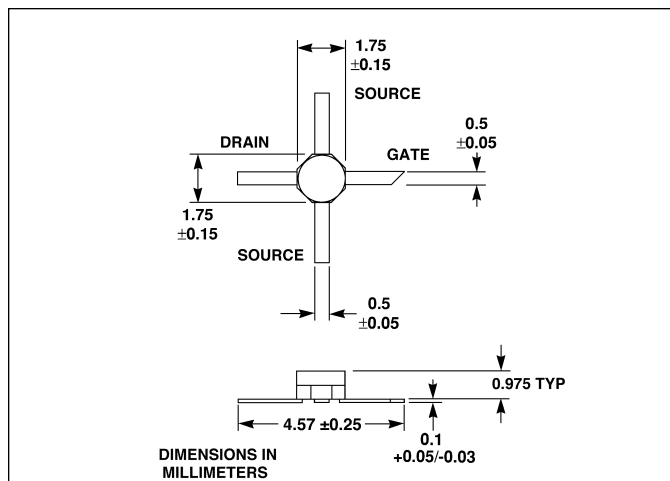 1.75
±0.15
SOURCE
DRAIN
GATE
0.5
±0.05
1.75
±0.15
SOURCE
0.5
±0.05
0.975 TYP
4.57 ±0.25
0.1
+0.05/-0.03
DIMENSIONS IN
MILLIMETERS